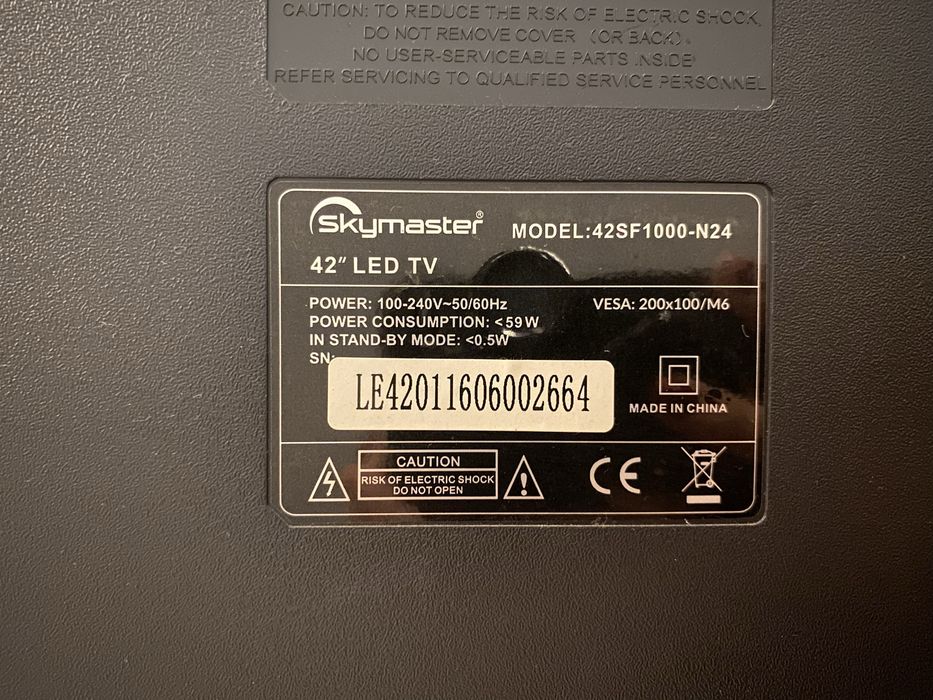 CAUTION: TO REDUCE THE RISK OF ELECTRIC SHOCK,
DO NOT REMOVE COVER (OR BACK).
NO USER-SERVICEABLE PARTS INSIDE
REFER SERVICING TO QUALIFIED SERVICE PERSONNEL
Skymaster®
MODEL:42SF1000-N24
42" LED TV
POWER: 100-240V~50/60Hz
VESA: 200x100/M6
POWER CONSUMPTION: <59W
IN STAND-BY MODE: <0.5W
SN:
LE42011606002664
MADE IN CHINA
CAUTION
RISK OF ELECTRIC SHOCK
DO NOT OPEN
CE